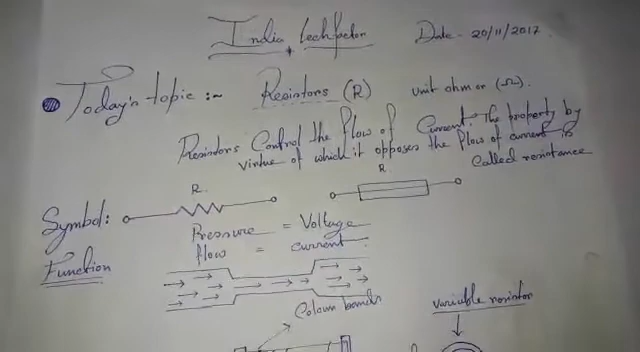 India techfactor Date - 20/11/2017
Today's topic :~ Resistors (R) unit ohm or (Ω).
Resistors Control the flow of Current. The property by
virtue of which it opposes the flow of current is
called resistance
R. R
Symbol:
Pressure = Voltage
flow = current
Function
Colour bands
variable resistor